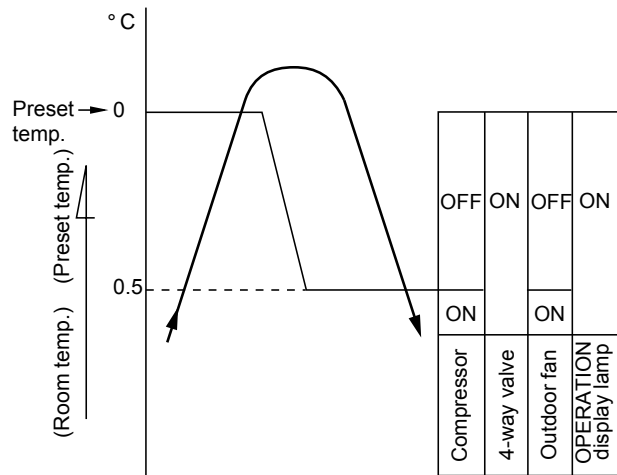 °C
Preset
temp.
0
(Preset temp.)
(Room temp.)
0.5
OFF
ON
OFF
ON
ON
ON
Compressor
4-way valve
Outdoor fan
OPERATION
display lamp